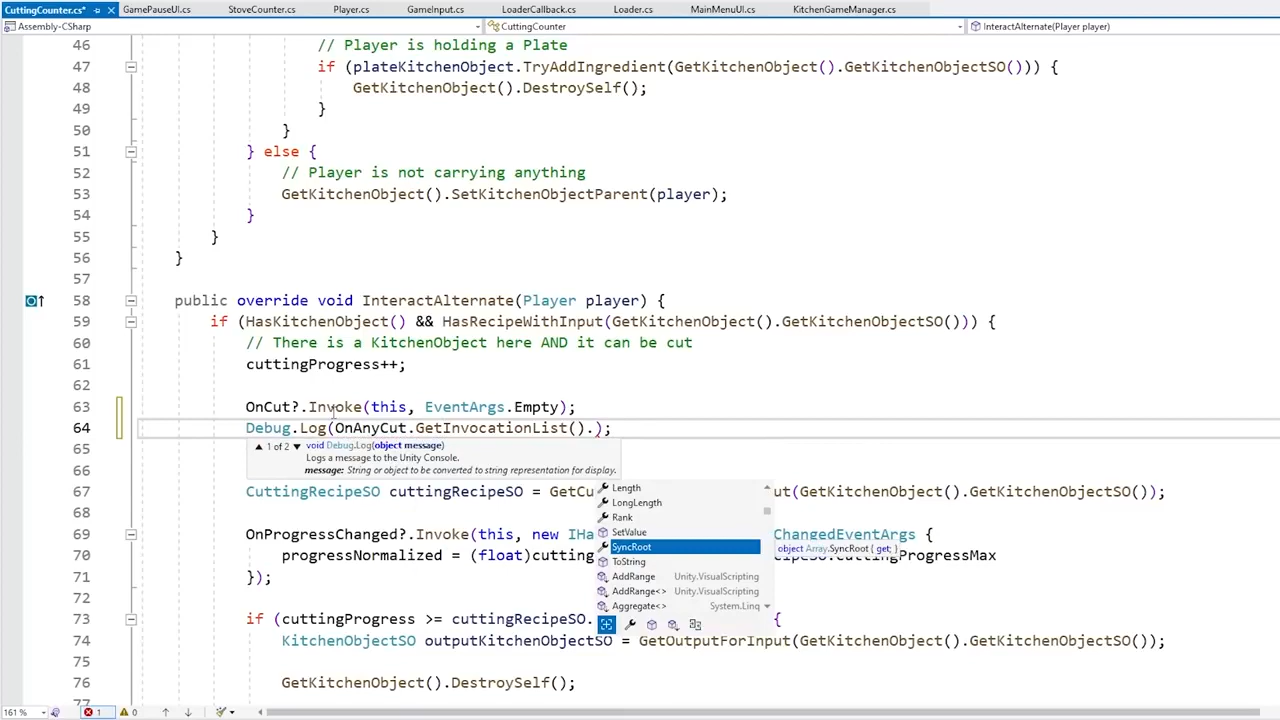 CuttingCounter.cs* GamePauseUI.cs StoveCounter.cs Player.cs GameInput.cs LoaderCallback.cs Loader.cs MainMenuUI.cs KitchenGameManager.cs
Assembly-CSharp CuttingCounter InteractAlternate(Player player)
46 // Player is holding a Plate
47 if (plateKitchenObject.TryAddIngredient(GetKitchenObject().GetKitchenObjectSO())) {
48 GetKitchenObject().DestroySelf();
49 }
50 }
51 } else {
52 // Player is not carrying anything
53 GetKitchenObject().SetKitchenObjectParent(player);
54 }
55 }
56 }
57
58 public override void InteractAlternate(Player player) {
59 if (HasKitchenObject() && HasRecipeWithInput(GetKitchenObject().GetKitchenObjectSO())) {
60 // There is a KitchenObject here AND it can be cut
61 cuttingProgress++;
62
63 OnCut?.Invoke(this, EventArgs.Empty);
64 Debug.Log(OnAnyCut.GetInvocationList().);
65 ▲ 1 of 2 ▼ void Debug.Log(object message)
Logs a message to the Unity Console.
66 message: String or object to be converted to string representation for display.
Length
67 CuttingRecipeSO cuttingRecipeSO = GetCu ut(GetKitchenObject().GetKitchenObjectSO());
LongLength
68 Rank
69 OnProgressChanged?.Invoke(this, new IHa ChangedEventArgs {
SetValue
SyncRoot object Array.SyncRoot { get; }
70 progressNormalized = (float)cutting cuttingProgressMax
ToString
71 });
AddRange Unity.VisualScripting
AddRange<> Unity.VisualScripting
72
Aggregate<> System.Linq
73 if (cuttingProgress >= cuttingRecipeSO. {
74 KitchenObjectSO outputKitchenObjectSO = GetOutputForInput(GetKitchenObject().GetKitchenObjectSO());
75
76 GetKitchenObject().DestroySelf();
77
161 % 1 0